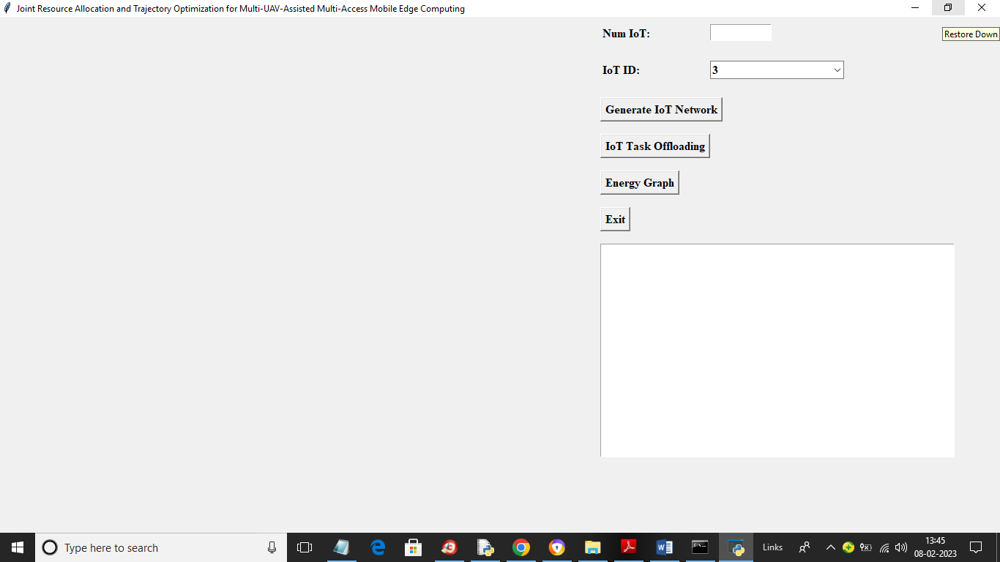 Joint Resource Allocation and Trajectory Optimization for Multi-UAV-Assisted Multi-Access Mobile Edge Computing
Num IoT:
Restore Down
IoT ID:
3
Generate IoT Network
IoT Task Offloading
Energy Graph
Exit
Type here to search
Links
13:45
08-02-2023